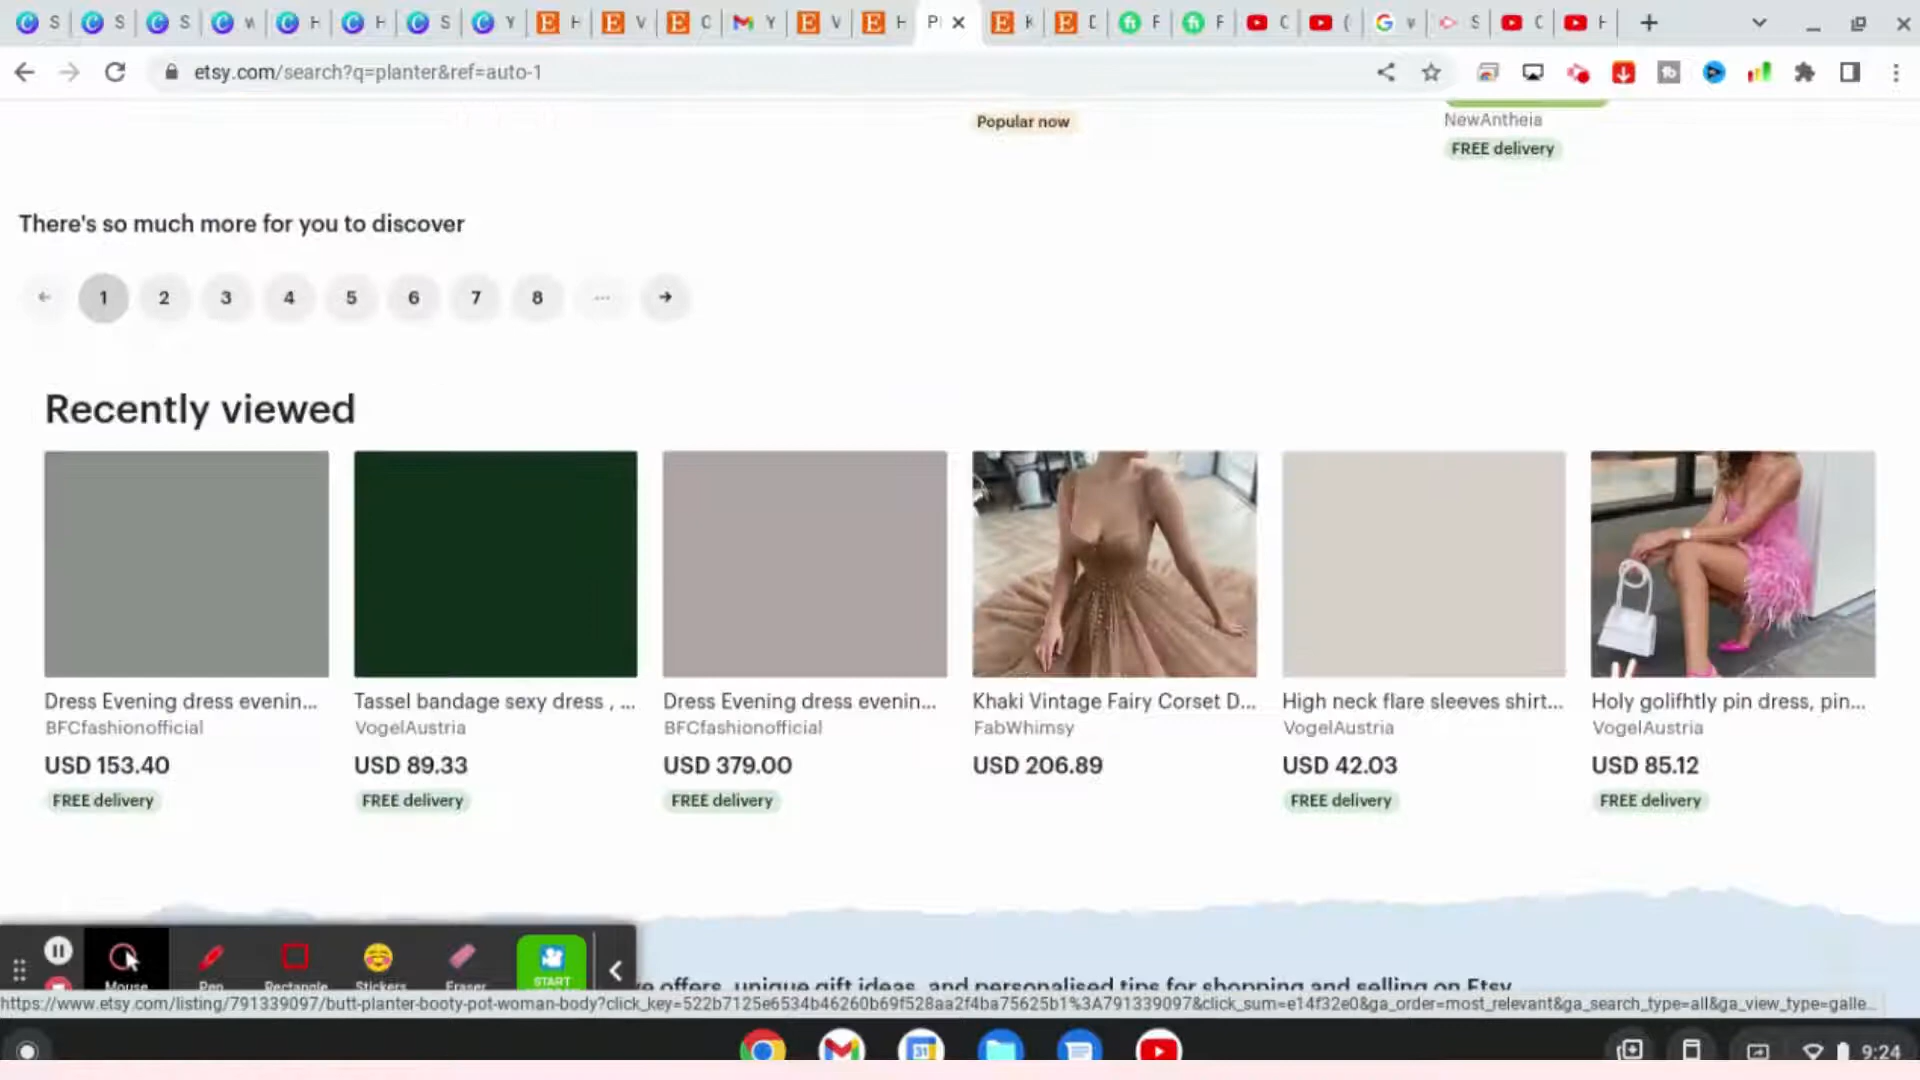 S S S W H H S Y H V C Y V H P K D F F C ( v S C H
etsy.com/search?q=planter&ref=auto-1
Popular now
NewAntheia
FREE delivery
There's so much more for you to discover
1 2 3 4 5 6 7 8 ...
Recently viewed
Dress Evening dress evenin... Tassel bandage sexy dress , ... Dress Evening dress evenin... Khaki Vintage Fairy Corset D... High neck flare sleeves shirt... Holy golifhtly pin dress, pin...
BFCfashionofficial VogelAustria BFCfashionofficial FabWhimsy VogelAustria VogelAustria
USD 153.40 USD 89.33 USD 379.00 USD 206.89 USD 42.03 USD 85.12
FREE delivery FREE delivery FREE delivery FREE delivery FREE delivery
Mouse Pen Rectangle Stickers Eraser START
offers, unique gift ideas, and personalised tips for shopping and selling on Etsy.
https://www.etsy.com/listing/791339097/butt-planter-booty-pot-woman-body?click_key=522b7125e6534b46260b69f528aa2f4ba75625b1%3A791339097&click_sum=e14f32e0&ga_order=most_relevant&ga_search_type=all&ga_view_type=galle...
31
9:24